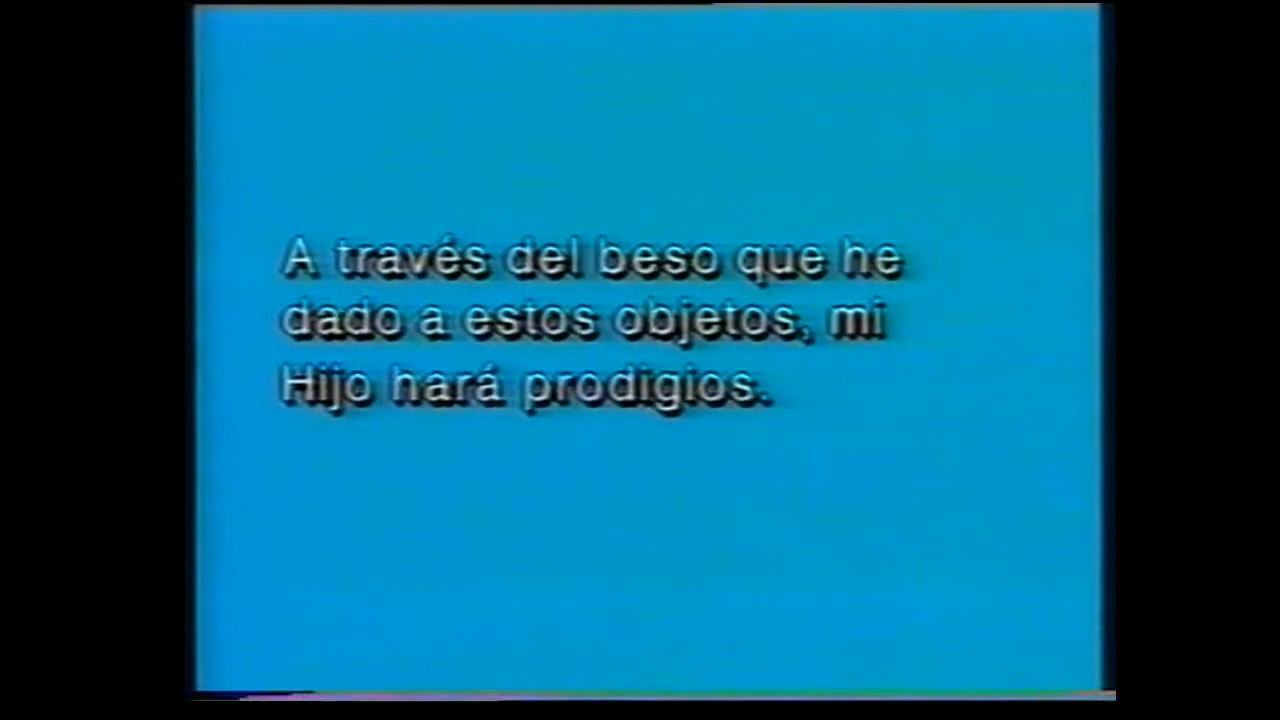 A través del beso que he
dado a estos objetos, mi
Hijo hará prodigios.